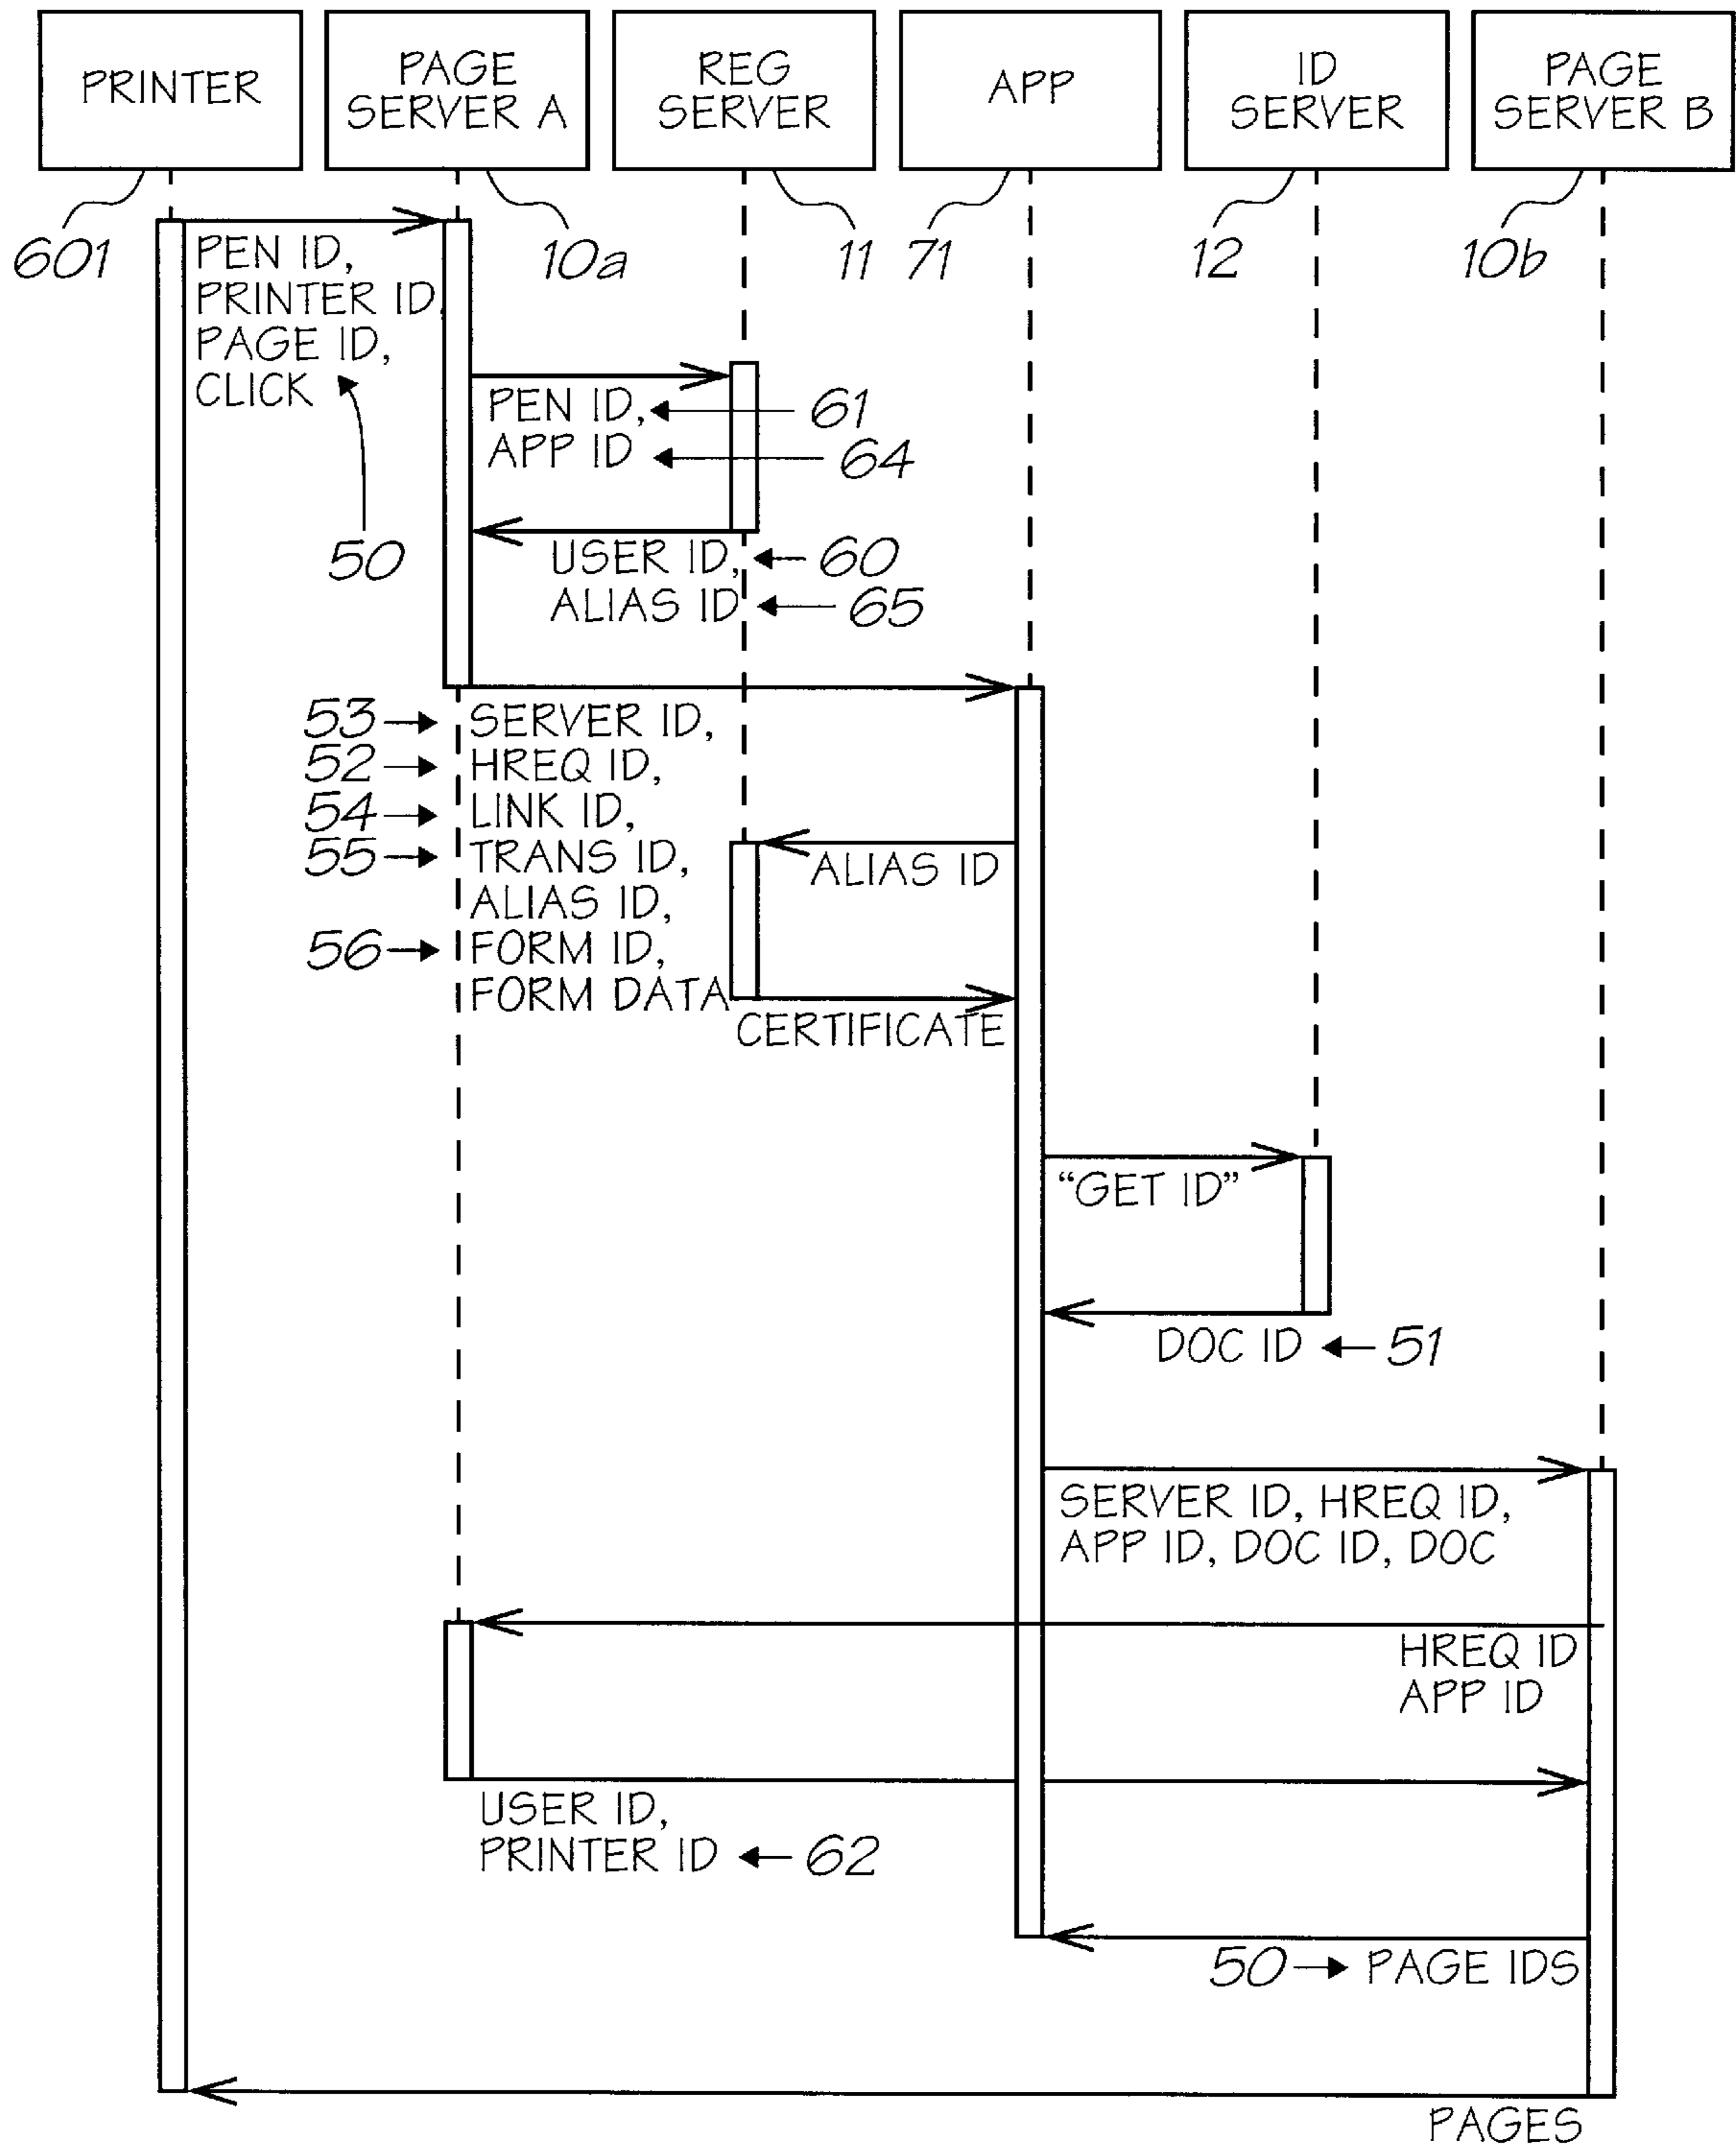 PRINTER
PAGE
SERVER A
REG
SERVER
APP
ID
SERVER
PAGE
SERVER B
601
10a
11
71
12
10b
PEN ID,
PRINTER ID,
PAGE ID,
CLICK
50
PEN ID,
61
APP ID
64
USER ID,
60
ALIAS ID
65
53
SERVER ID,
52
HREQ ID,
54
LINK ID,
55
TRANS ID,
ALIAS ID,
56
FORM ID,
FORM DATA
ALIAS ID
CERTIFICATE
“GET ID”
DOC ID
51
SERVER ID, HREQ ID,
APP ID, DOC ID, DOC
HREQ ID
APP ID
USER ID,
PRINTER ID
62
50
PAGE IDS
PAGES